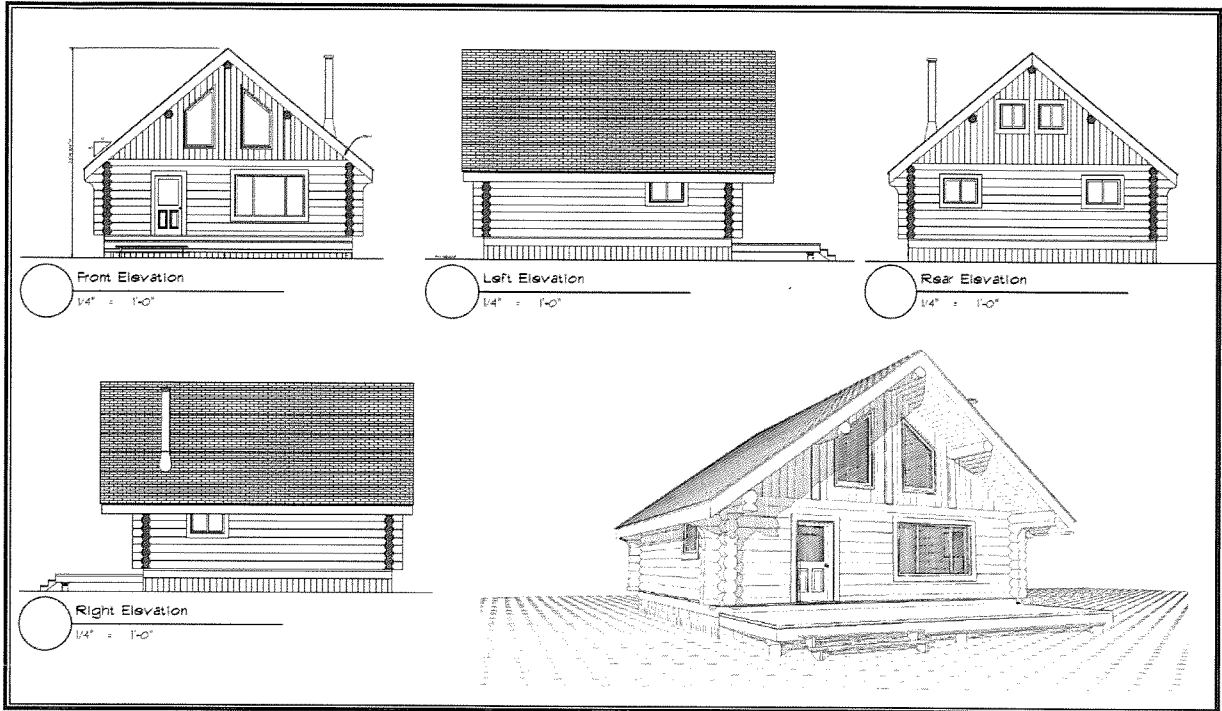 Front Elevation
1/4" = 1'-0"
Left Elevation
1/4" = 1'-0"
Rear Elevation
1/4" = 1'-0"
Right Elevation
1/4" = 1'-0"